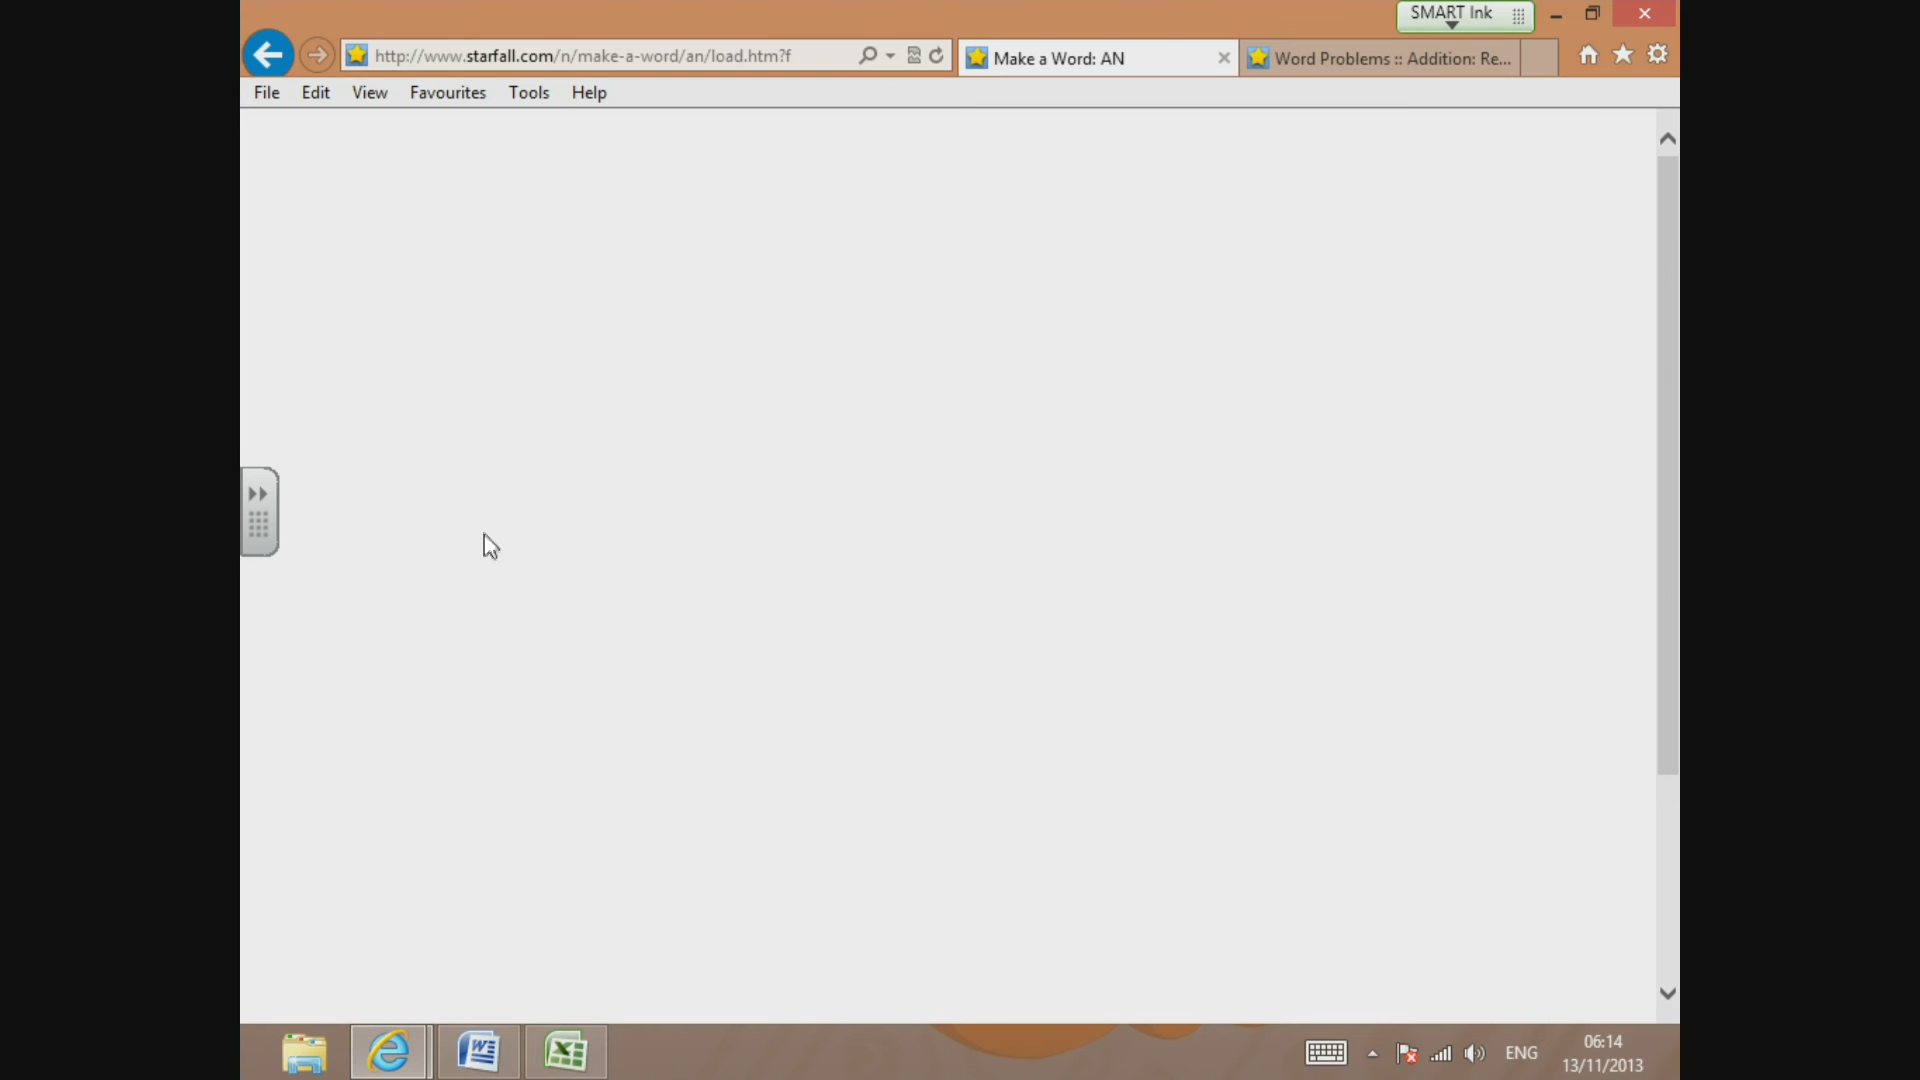 SMART Ink
http://www.starfall.com/n/make-a-word/an/load.htm?f
Make a Word: AN
Word Problems :: Addition: Re...
File Edit View Favourites Tools Help
ENG
06:14
13/11/2013